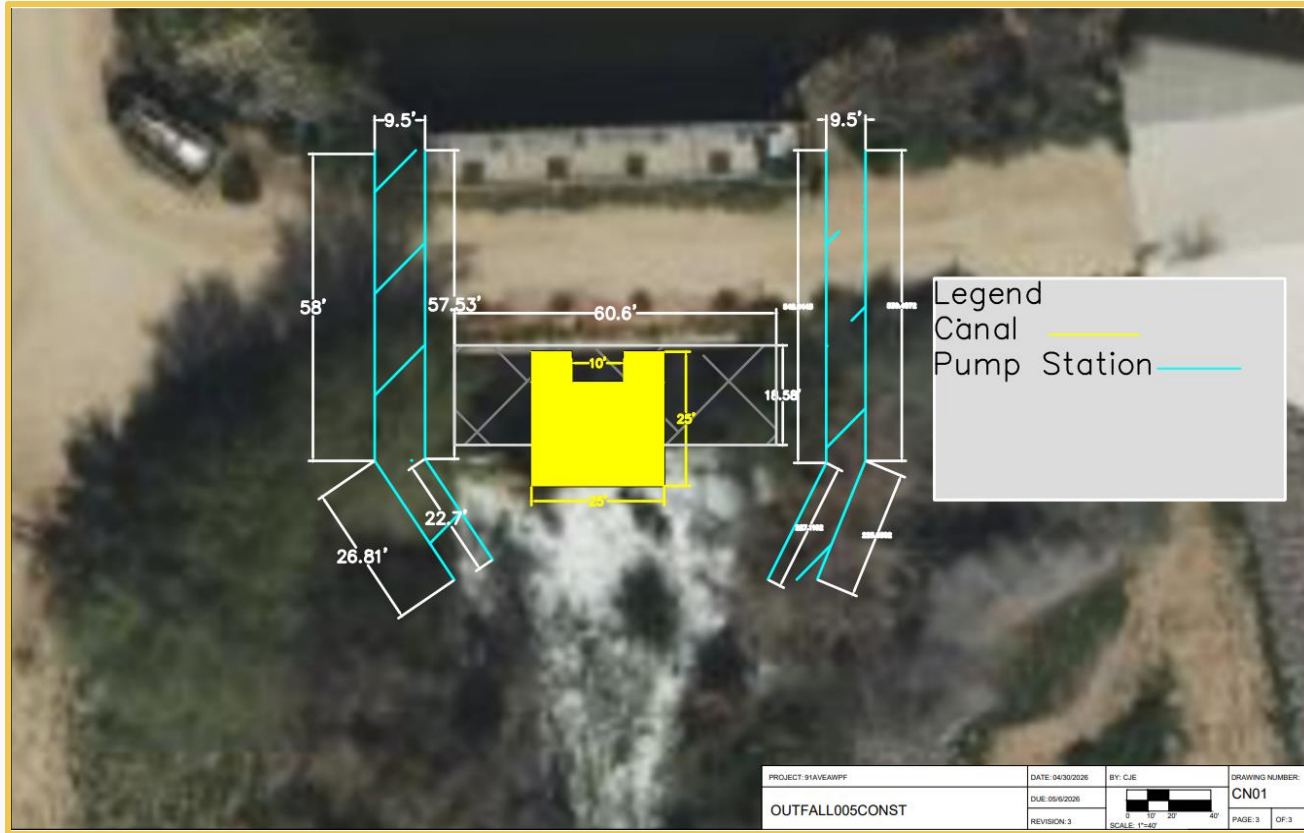 9.5'
9.5'
58'
57.53'
60.6'
10'
18.58'
25'
25'
22.7'
26.81'
Legend
Canal
Pump Station
PROJECT: 91AVEAWPF
OUTFALL005CONST
DATE: 04/30/2026
DUE: 05/6/2026
REVISION: 3
BY: CJE
0 10' 20' 40'
SCALE: 1"=40'
DRAWING NUMBER:
CN01
PAGE: 3 OF:3